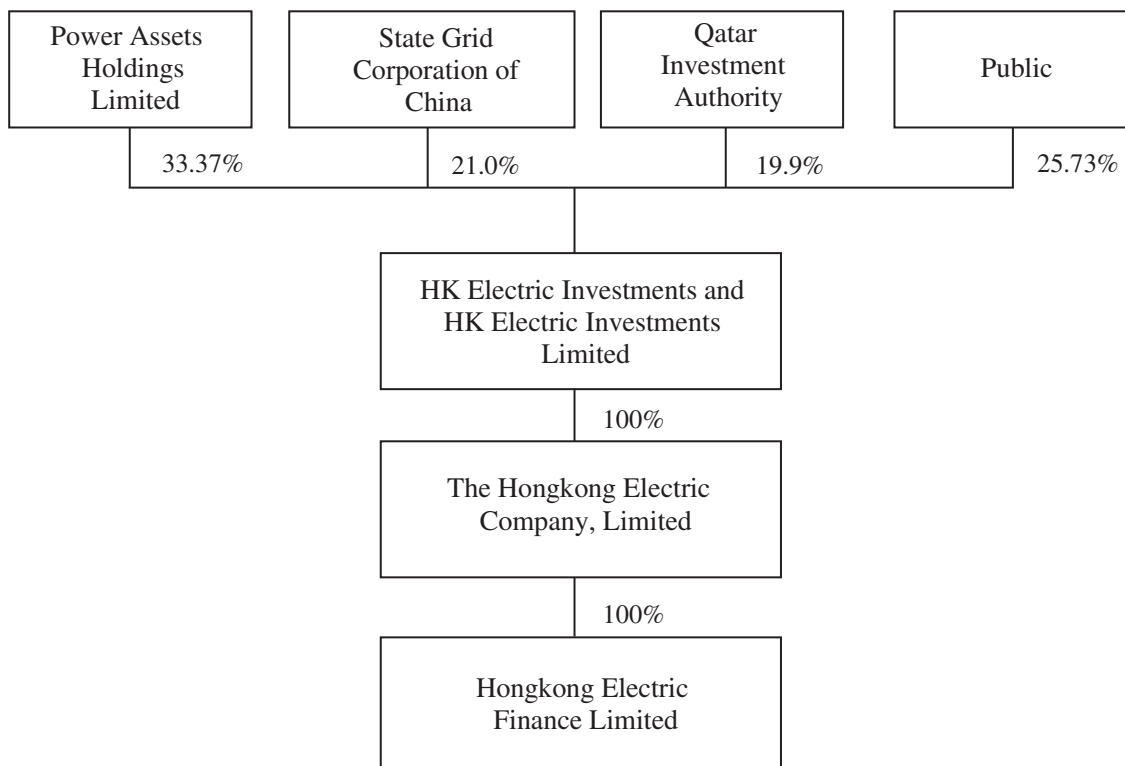 Power Assets
Holdings
Limited
State Grid
Corporation of
China
Qatar
Investment
Authority
Public
33.37%
21.0%
19.9%
25.73%
HK Electric Investments and
HK Electric Investments
Limited
100%
The Hongkong Electric
Company, Limited
100%
Hongkong Electric
Finance Limited